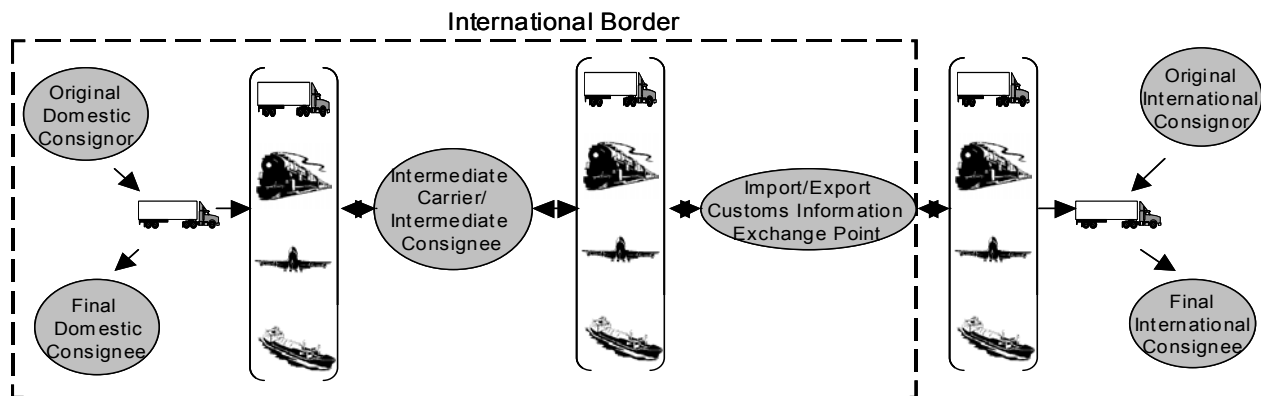 International Border
Original
Domestic
Consignor
Final
Domestic
Consignee
Intermediate
Carrier/
Intermediate
Consignee
Import/Export
Customs Information
Exchange Point
Original
International
Consignor
Final
International
Consignee